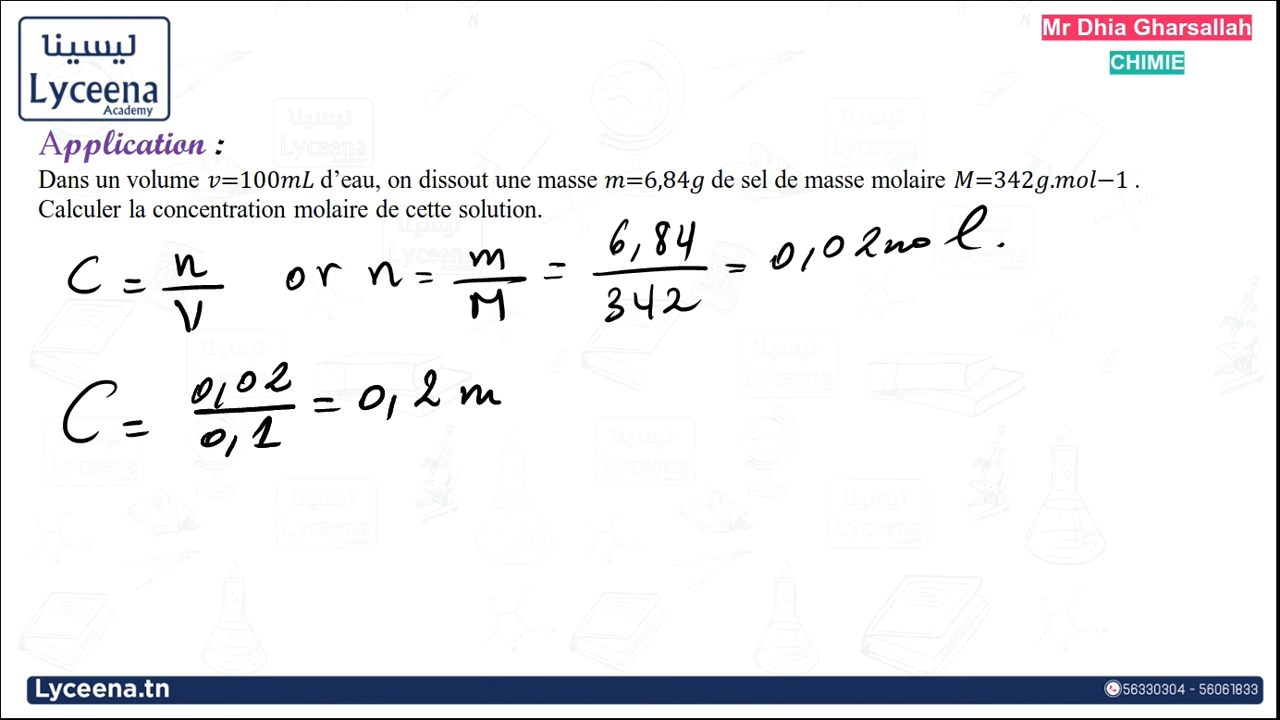 ليسينا
Lyceena
Academy
Mr Dhia Gharsallah
CHIMIE
Application :
Dans un volume v=100mL d'eau, on dissout une masse m=6,84g de sel de masse molaire M=342g.mol−1 .
Calculer la concentration molaire de cette solution.
C = n/V or n = m/M = 6,84/342 = 0,02 mol.
C = 0,02/0,1 = 0,2 m
Lyceena.tn
56330304 - 56061833